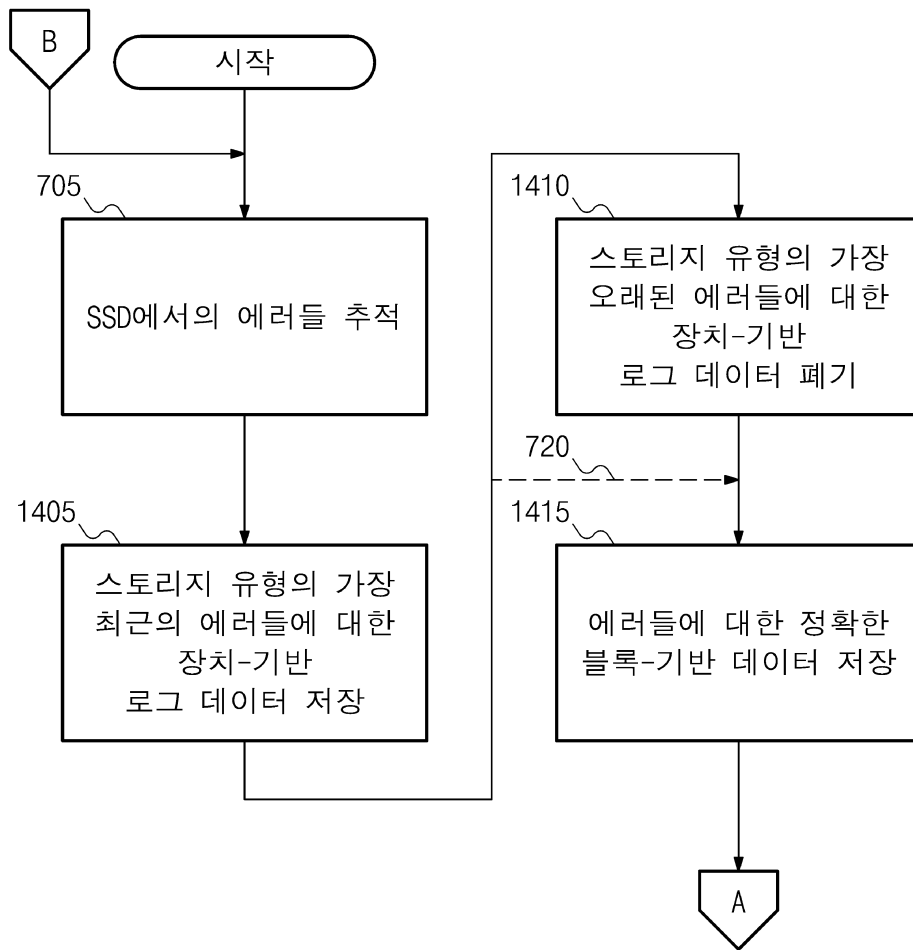 B
시작
705
SSD에서의 에러들 추적
1405
스토리지 유형의 가장
최근의 에러들에 대한
장치-기반
로그 데이터 저장
1410
스토리지 유형의 가장
오래된 에러들에 대한
장치-기반
로그 데이터 폐기
720
1415
에러들에 대한 정확한
블록-기반 데이터 저장
A